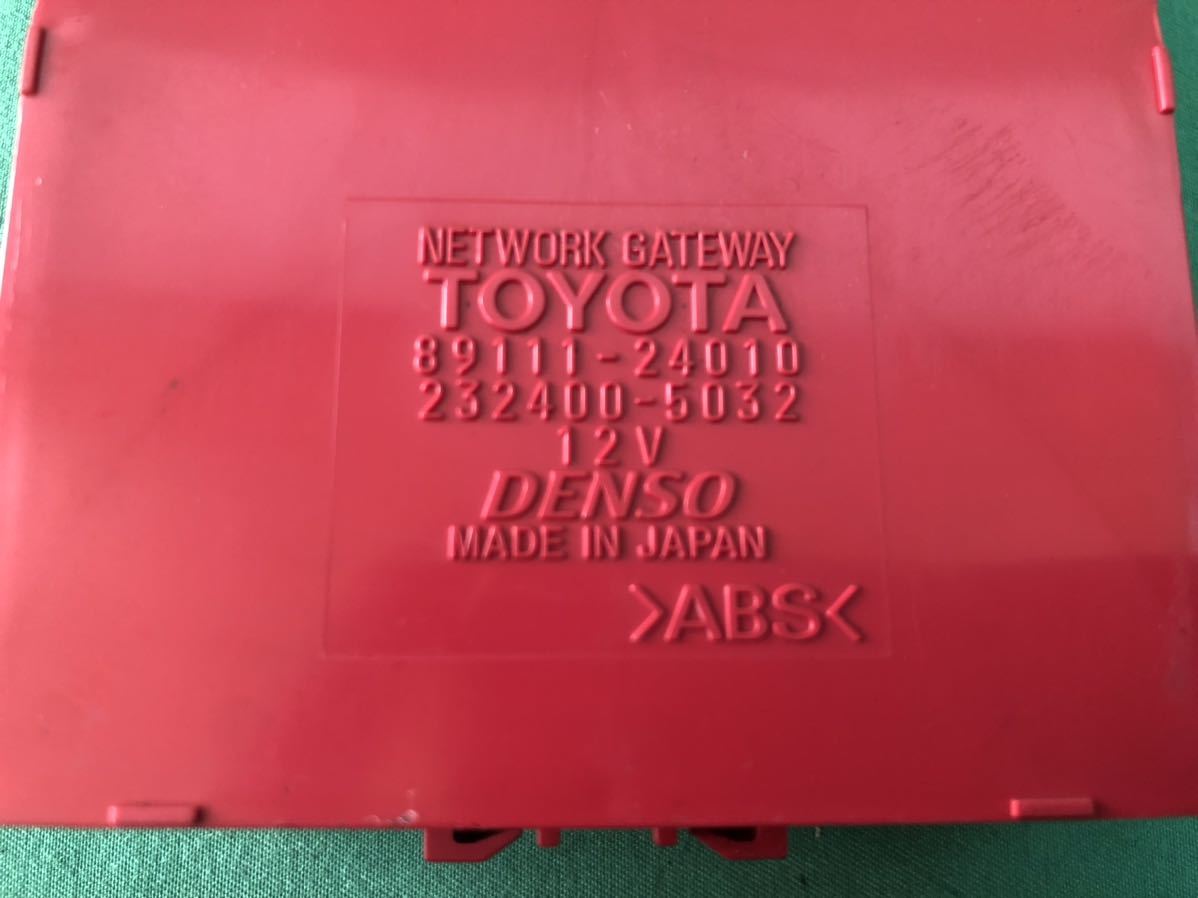 NETWORK GATEWAY
TOYOTA
89111-24010
232400-5032
12V
DENSO
MADE IN JAPAN
>ABS<